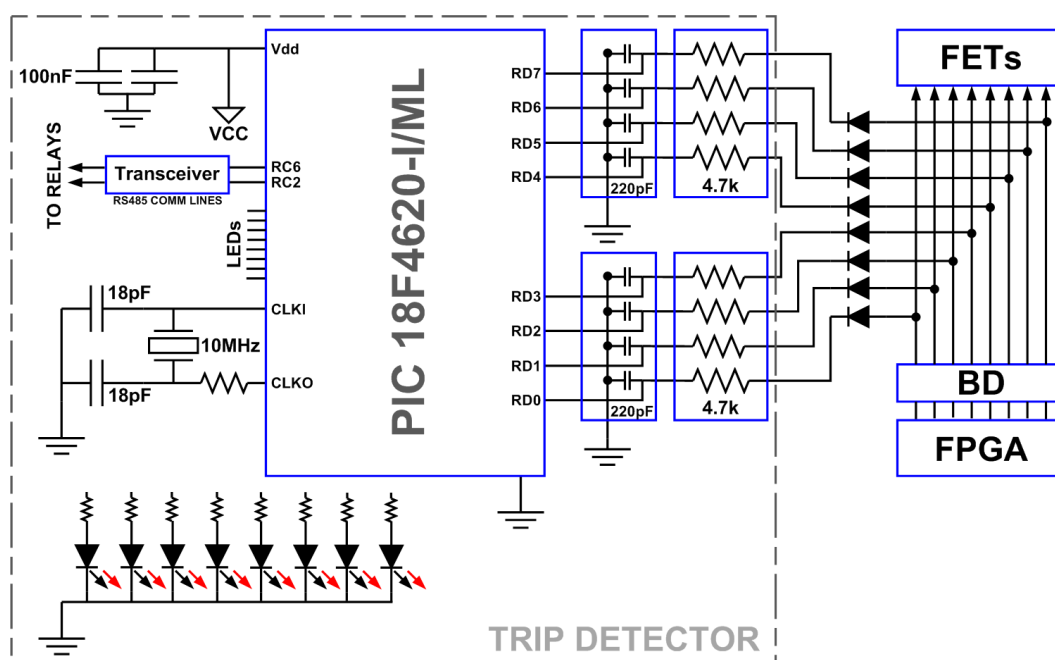 Vdd
FETs
100nF
RD7
RD6
VCC
RD5
TO RELAYS
Transceiver
RC6
RC2
RS485 COMM LINES
RD4
220pF
4.7k
PIC 18F4620-I/ML
LEDs
18pF
CLKI
RD3
10MHz
RD2
RD1
18pF
CLKO
RD0
220pF
4.7k
BD
FPGA
TRIP DETECTOR